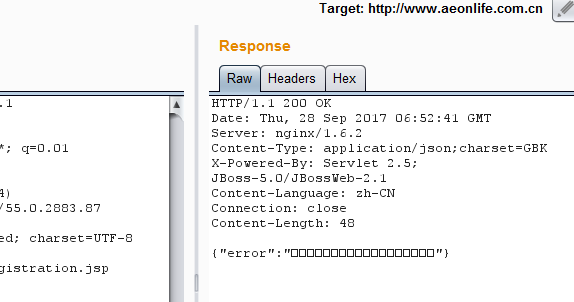 Target: http://www.aeonlife.com.cn
Response
Raw Headers Hex
.1
HTTP/1.1 200 OK
Date: Thu, 28 Sep 2017 06:52:41 GMT
*; q=0.01
Server: nginx/1.6.2
Content-Type: application/json;charset=GBK
X-Powered-By: Servlet 2.5;
4)
JBoss-5.0/JBossWeb-2.1
/55.0.2883.87
Content-Language: zh-CN
Connection: close
Content-Length: 48
ed; charset=UTF-8
{"error":"□□□□□□□□□□□□□□□□□□"}
gistration.jsp